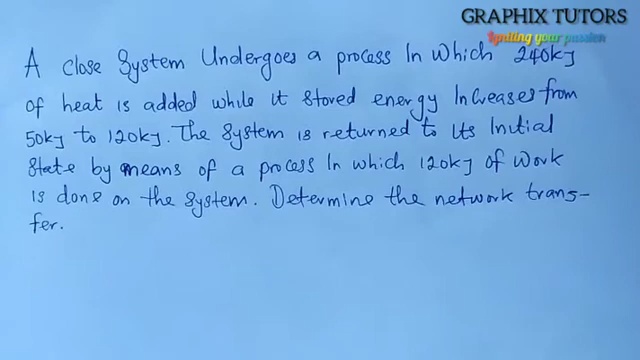 GRAPHIX TUTORS
Igniting your passion
A Close System Undergoes a process In Which 240kJ
of heat is added while it stored energy Increases from
50kJ to 120kJ. The System is returned to Its Initial
State by means of a process In which 120kJ of Work
Is done on the System. Determine the network trans-
fer.